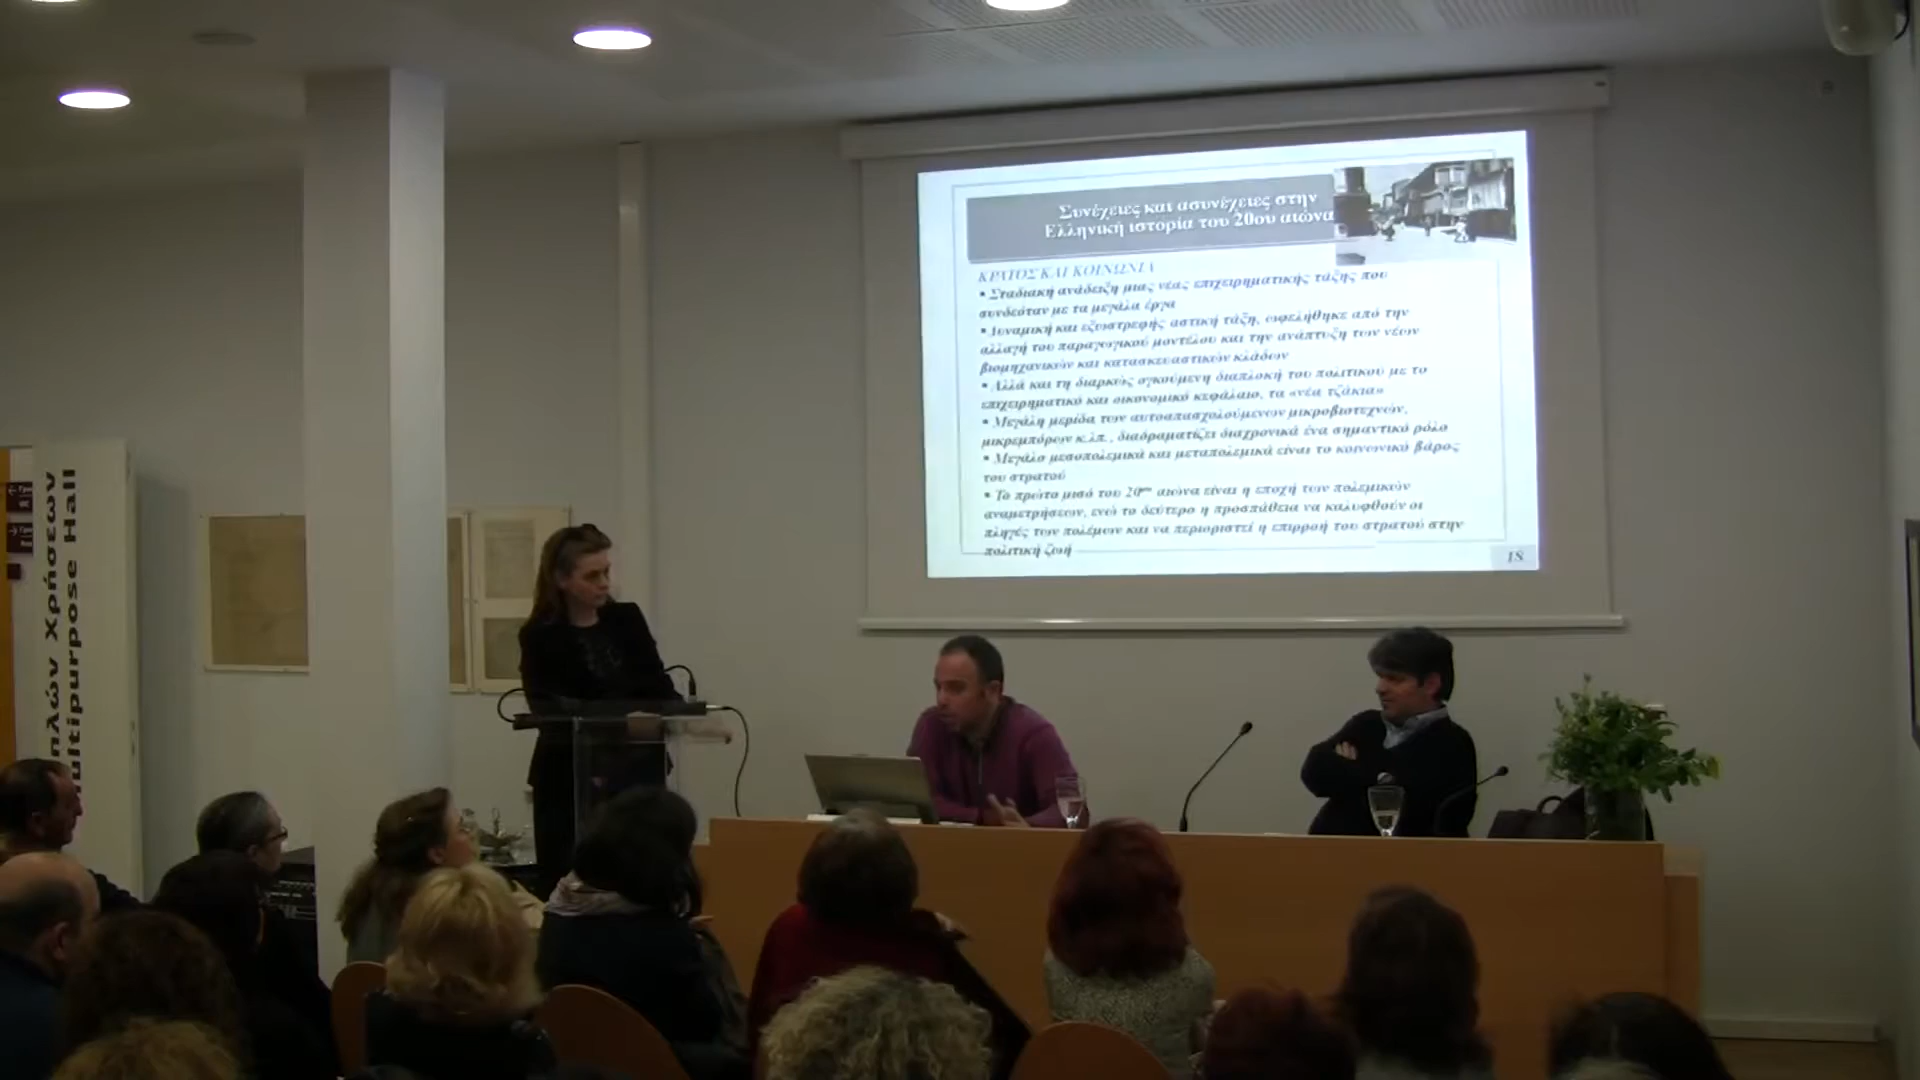 Συνέχειες και ασυνέχειες στην
Ελληνική ιστορία του 20ου αιώνα
ΚΡΑΤΟΣ ΚΑΙ ΚΟΙΝΩΝΙΑ
▪ Σταδιακή ανάδειξη μιας νέας επιχειρηματικής τάξης που
συνδεόταν με τα μεγάλα έργα
▪ Δυναμική και εξωστρεφής αστική τάξη, ωφελήθηκε από την
αλλαγή του παραγωγικού μοντέλου και την ανάπτυξη των νέων
βιομηχανικών και κατασκευαστικών κλάδων
▪ Αλλά και τη διαρκώς ογκούμενη διαπλοκή του πολιτικού με το
επιχειρηματικό και οικονομικό κεφάλαιο, τα «νέα τζάκια»
▪ Μεγάλη μερίδα των αυτοαπασχολούμενων μικροβιοτεχνών,
μικρεμπόρων κ.λπ., διαδραματίζει διαχρονικά ένα σημαντικό ρόλο
▪ Μεγάλο μεσοπολεμικά και μεταπολεμικά είναι το κοινωνικό βάρος
του στρατού
▪ Το πρώτο μισό του 20ου αιώνα είναι η εποχή των πολεμικών
αναμετρήσεων, ενώ το δεύτερο η προσπάθεια να καλυφθούν οι
πληγές των πολέμων και να περιοριστεί η επιρροή του στρατού στην
πολιτική ζωή
18
πλών Χρήσεων
ultipurpose Hall